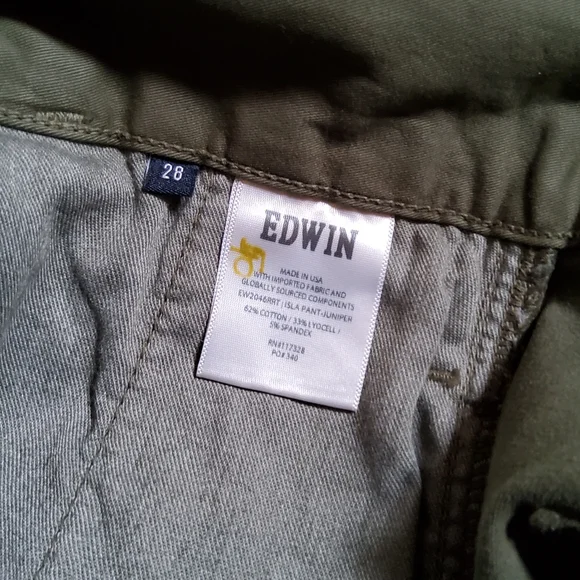 28
EDWIN
MADE IN USA
WITH IMPORTED FABRIC AND
GLOBALLY SOURCED COMPONENTS
EW2046RRT | ISLA PANT-JUNIPER
62% COTTON / 33% LYOCELL /
5% SPANDEX
RN#117328
PO# 340